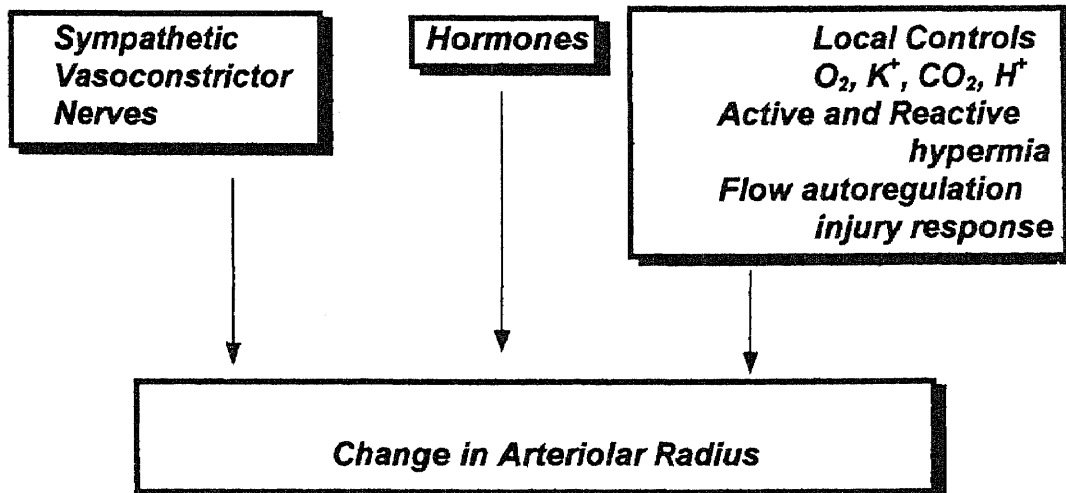 Sympathetic
Vasoconstrictor
Nerves
Hormones
Local Controls
O₂, K⁺, CO₂, H⁺
Active and Reactive
hypermia
Flow autoregulation
injury response
Change in Arteriolar Radius